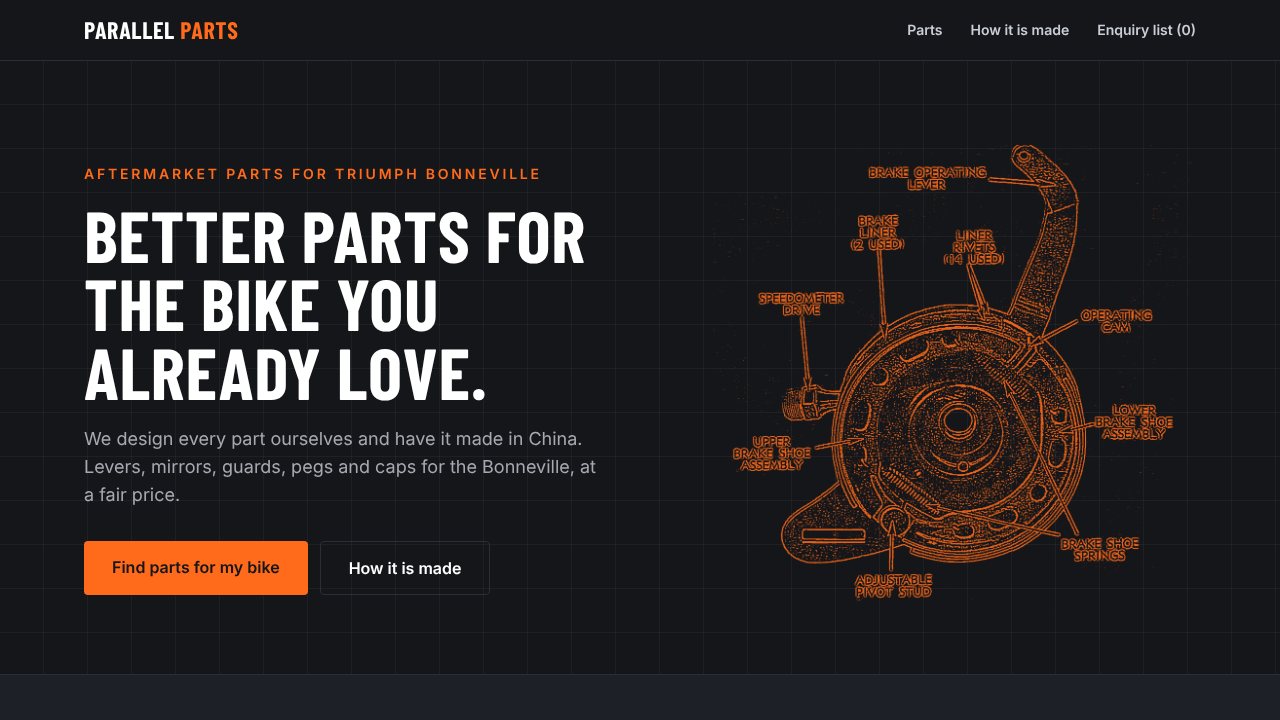 PARALLEL PARTS
Parts
How it is made
Enquiry list (0)
AFTERMARKET PARTS FOR TRIUMPH BONNEVILLE
BETTER PARTS FOR
THE BIKE YOU
ALREADY LOVE.
We design every part ourselves and have it made in China.
Levers, mirrors, guards, pegs and caps for the Bonneville, at
a fair price.
Find parts for my bike
How it is made
BRAKE OPERATING
LEVER
BRAKE
LINER
(2 USED)
LINER
RIVETS
(14 USED)
SPEEDOMETER
DRIVE
OPERATING
CAM
LOWER
BRAKE SHOE
ASSEMBLY
UPPER
BRAKE SHOE
ASSEMBLY
BRAKE SHOE
SPRINGS
ADJUSTABLE
PIVOT STUD